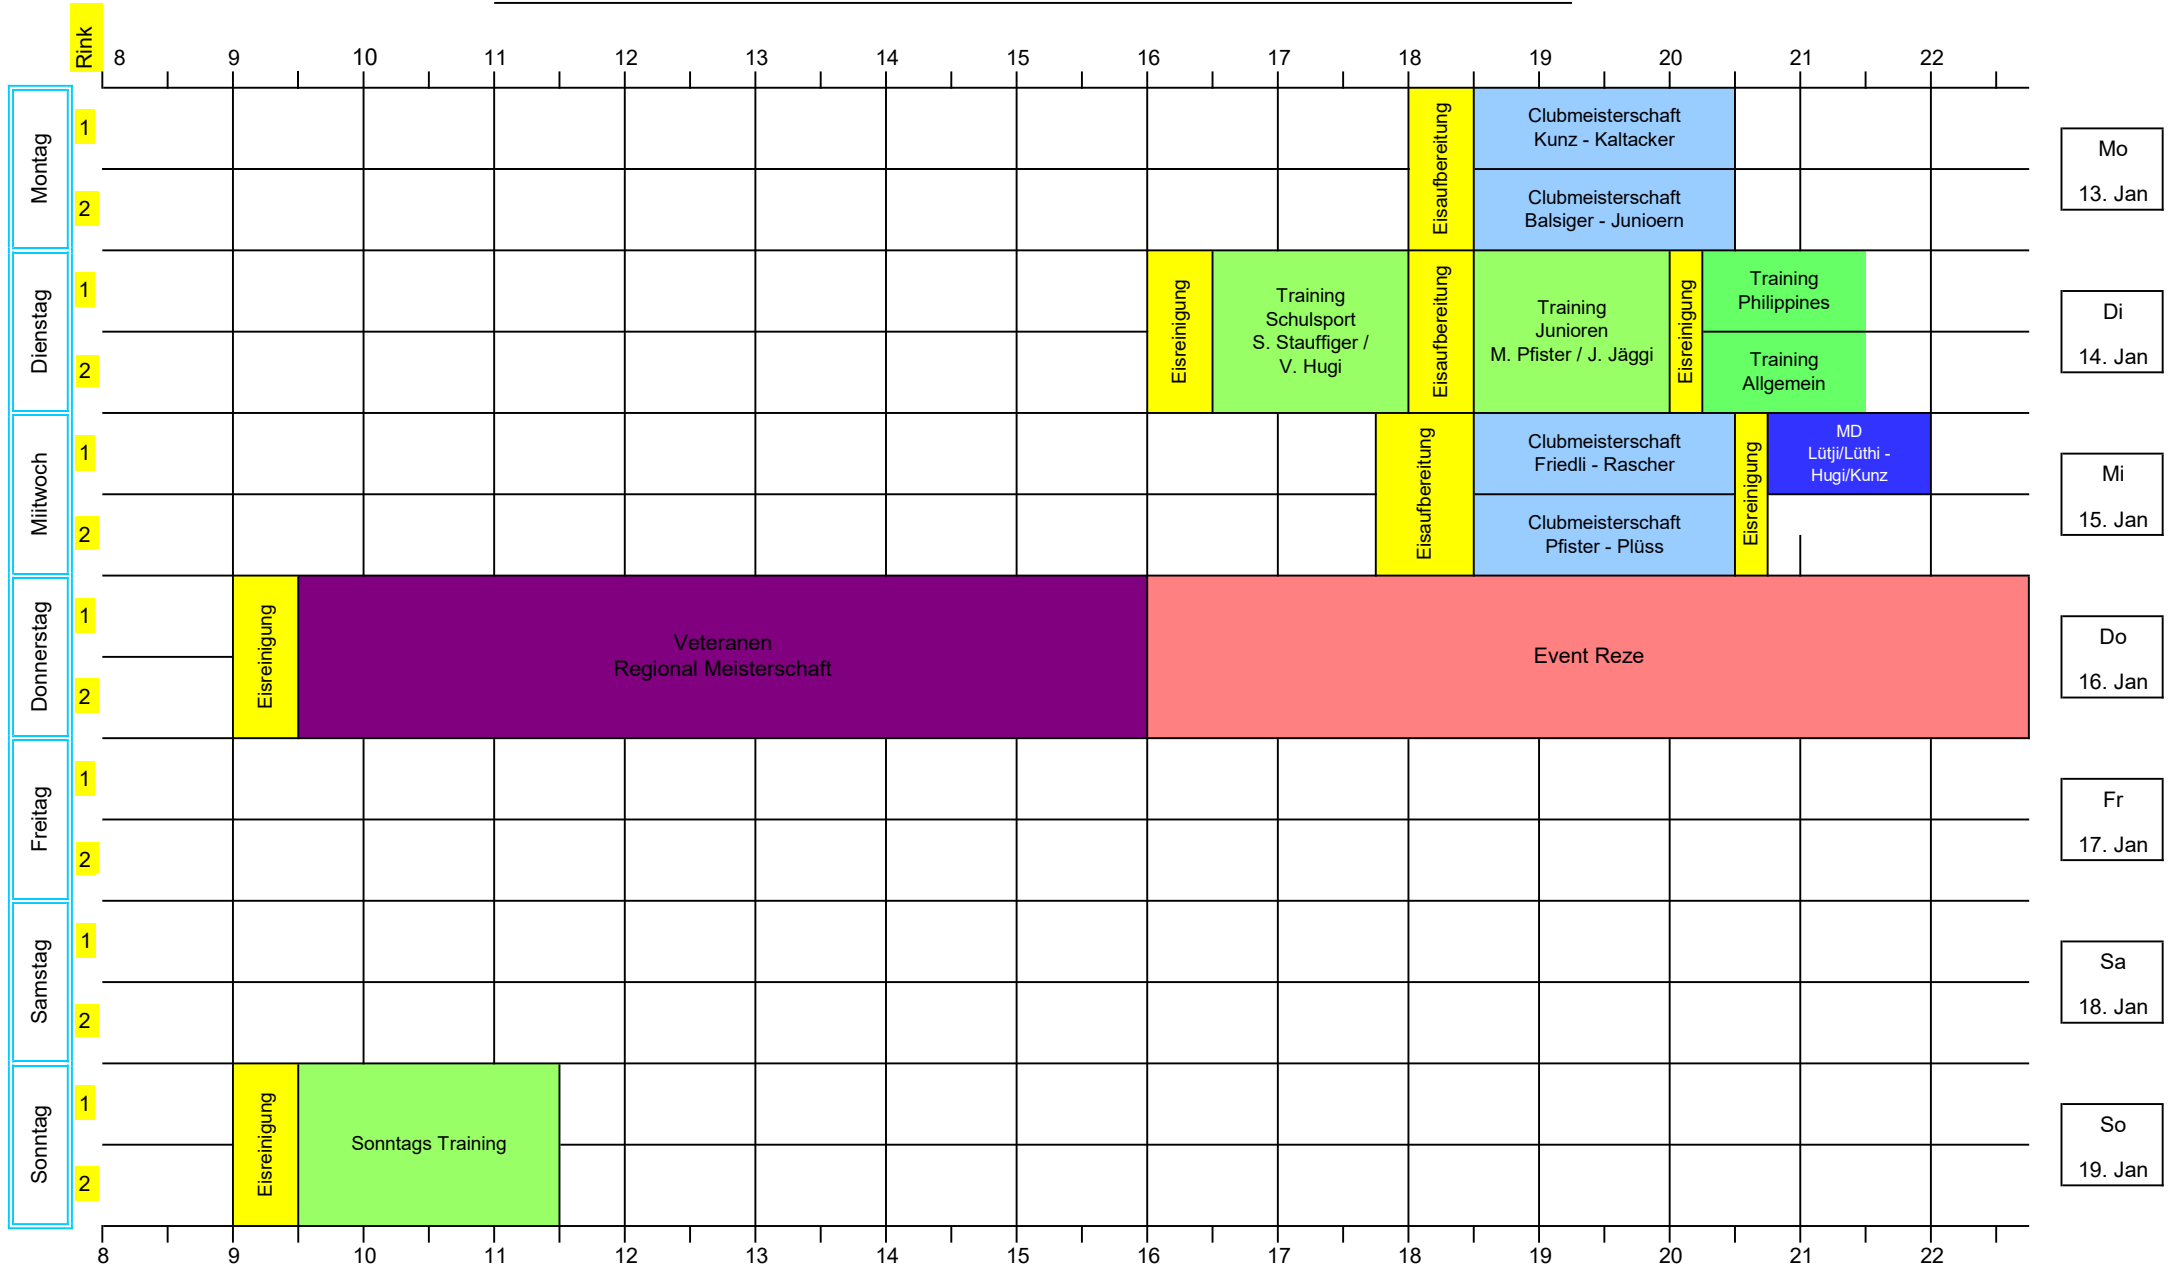 Rink
8 9 10 11 12 13 14 15 16 17 18 19 20 21 22
Montag
1
2
Eisaufbereitung
Clubmeisterschaft
Kunz - Kaltacker
Clubmeisterschaft
Balsiger - Junioern
Mo
13. Jan
Dienstag
1
2
Eisreinigung
Training
Schulsport
S. Stauffiger /
V. Hugi
Eisaufbereitung
Training
Junioren
M. Pfister / J. Jäggi
Eisreinigung
Training
Philippines
Training
Allgemein
Di
14. Jan
Miitwoch
1
2
Eisaufbereitung
Clubmeisterschaft
Friedli - Rascher
Clubmeisterschaft
Pfister - Plüss
Eisreinigung
MD
Lütji/Lüthi -
Hugi/Kunz
Mi
15. Jan
Donnerstag
1
2
Eisreinigung
Veteranen
Regional Meisterschaft
Event Reze
Do
16. Jan
Freitag
1
2
Fr
17. Jan
Samstag
1
2
Sa
18. Jan
Sonntag
1
2
Eisreinigung
Sonntags Training
So
19. Jan
8 9 10 11 12 13 14 15 16 17 18 19 20 21 22